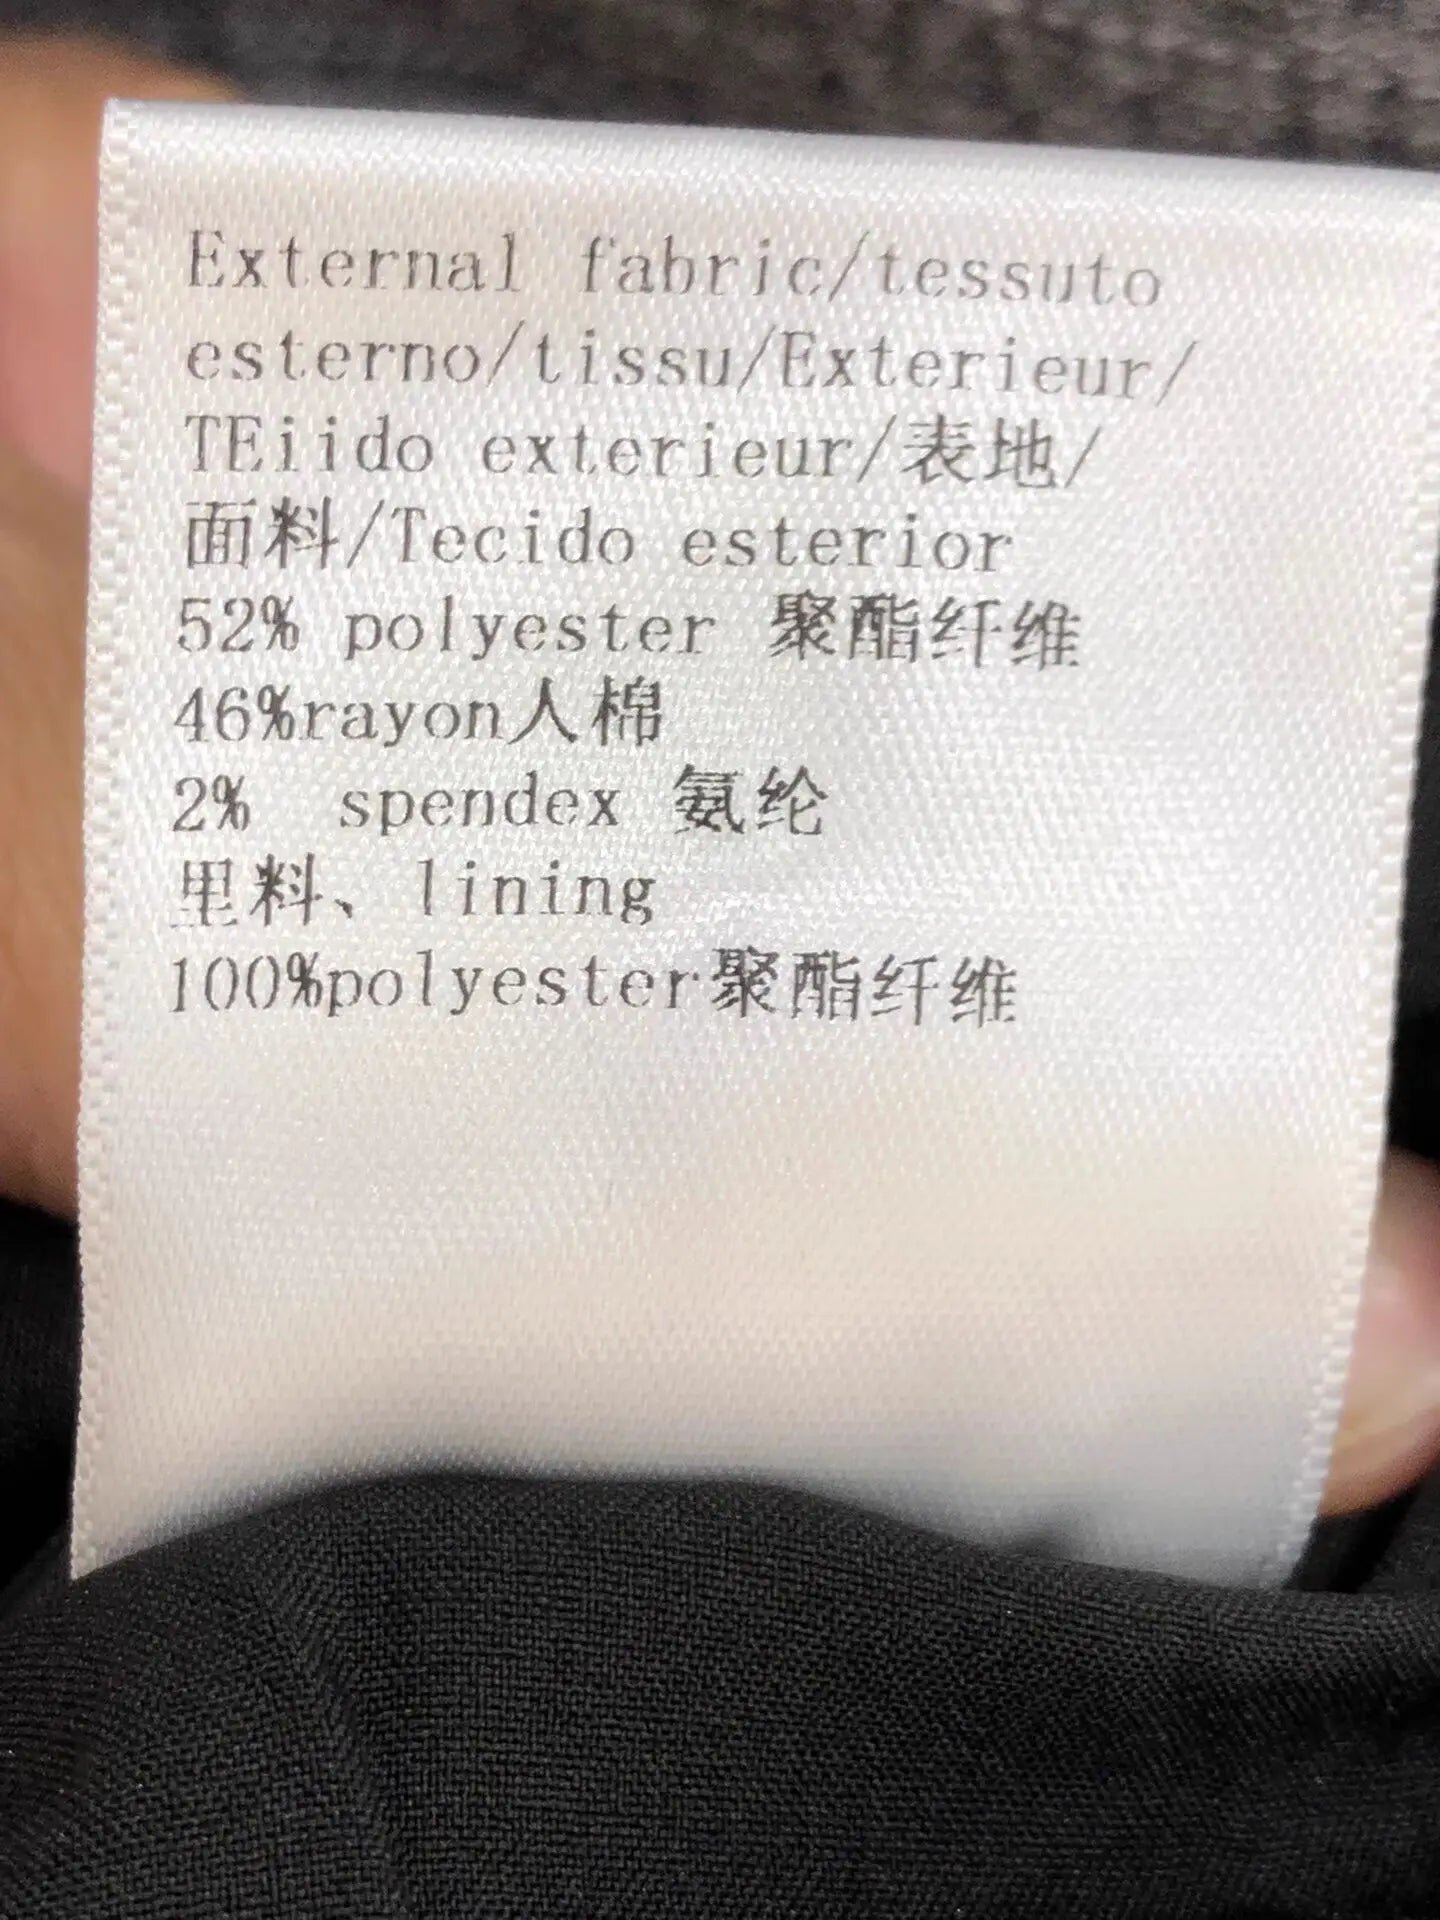 External fabric/tessuto
esterno/tissu/Exterieur/
TEiido exterieur/表地/
面料/Tecido esterior
52% polyester 聚酯纤维
46%rayon人棉
2% spendex 氨纶
里料、lining
100%polyester聚酯纤维